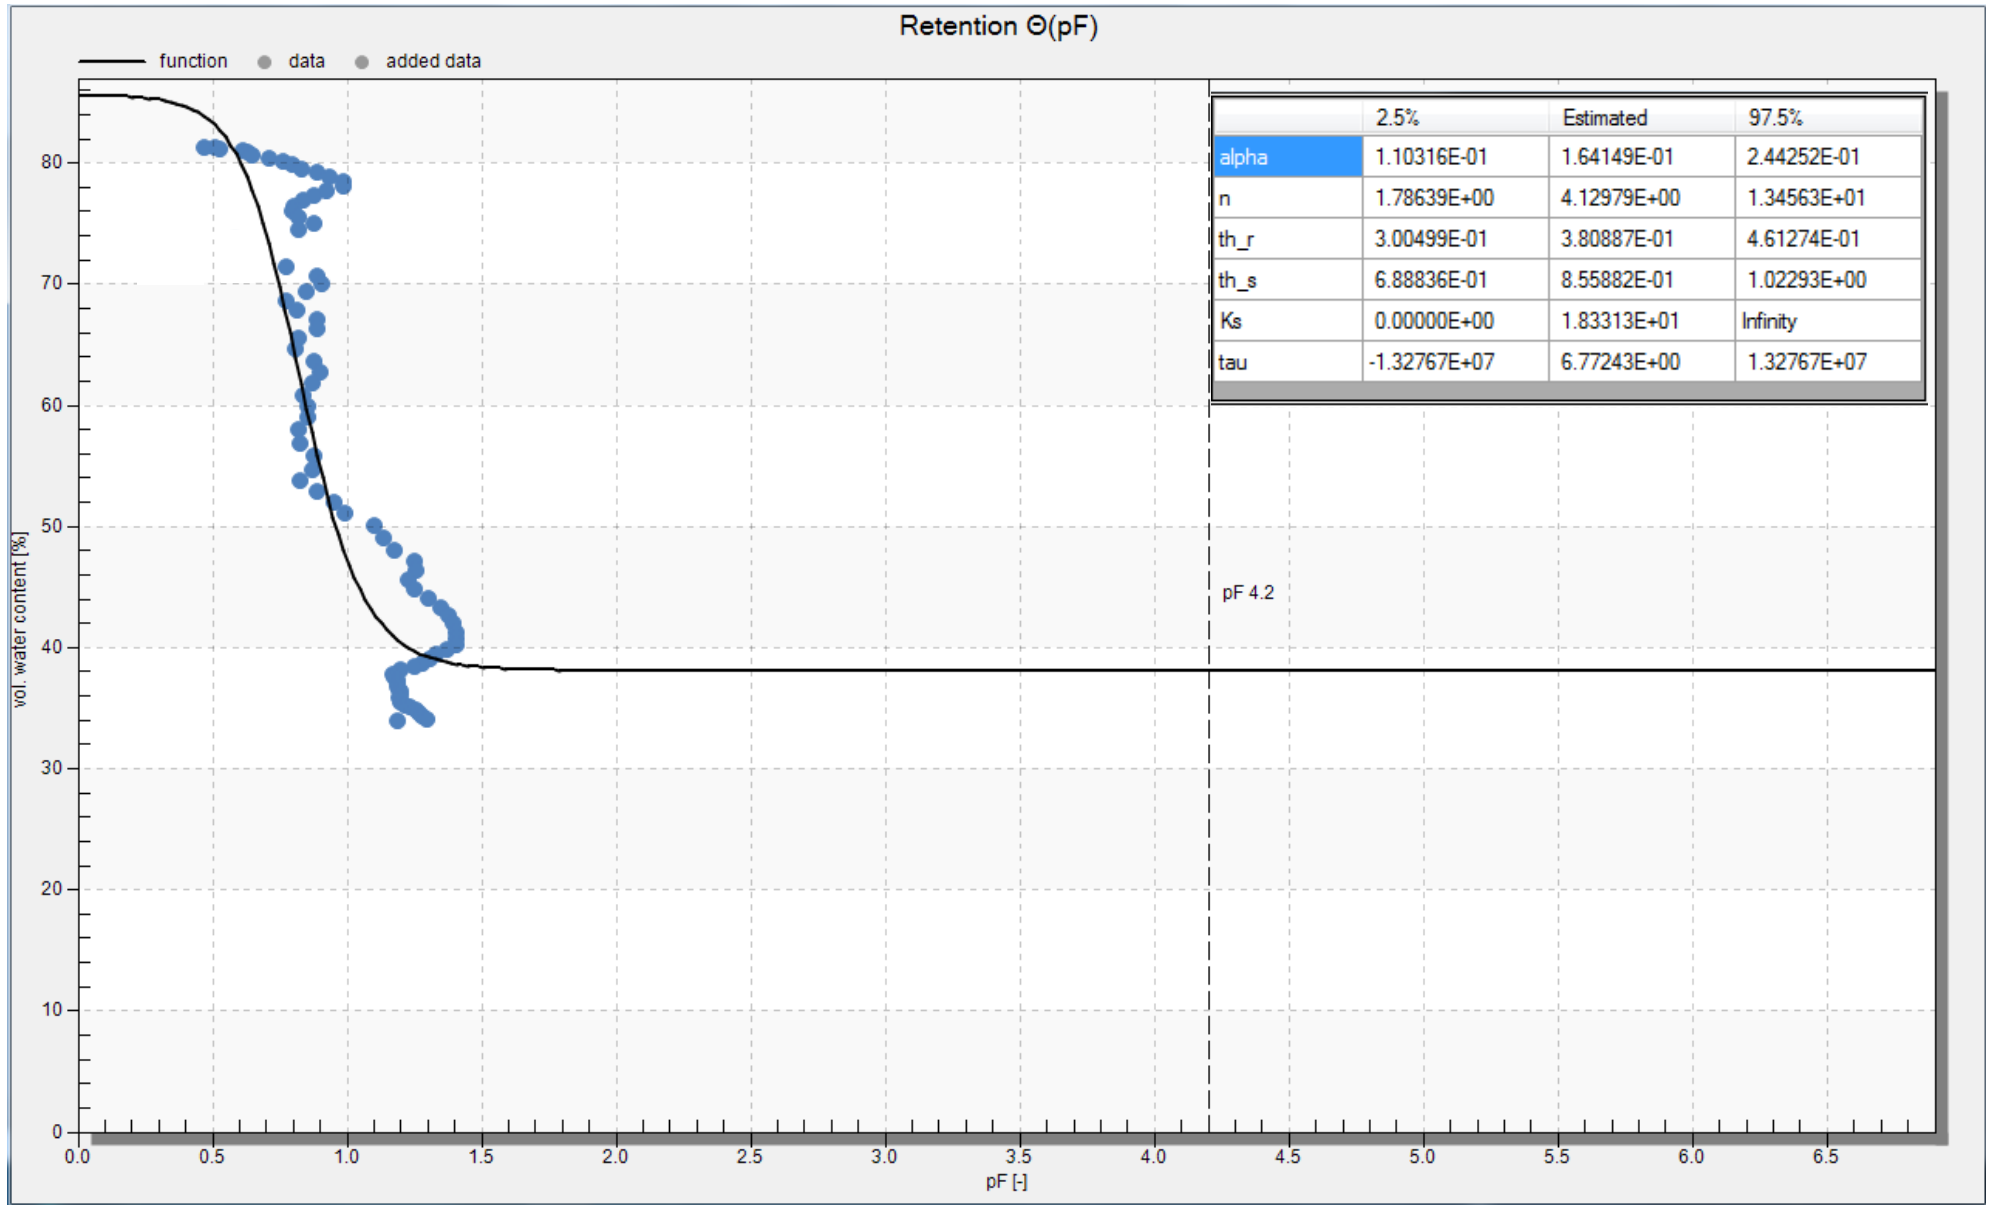 Retention Θ(pF)
function data added data
2.5% Estimated 97.5%
alpha 1.10316E-01 1.64149E-01 2.44252E-01
n 1.78639E+00 4.12979E+00 1.34563E+01
th_r 3.00499E-01 3.80887E-01 4.61274E-01
th_s 6.88836E-01 8.55882E-01 1.02293E+00
Ks 0.00000E+00 1.83313E+01 Infinity
tau -1.32767E+07 6.77243E+00 1.32767E+07
80
70
60
50
40
30
20
10
0
vol. water content [%]
pF 4.2
0.0 0.5 1.0 1.5 2.0 2.5 3.0 3.5 4.0 4.5 5.0 5.5 6.0 6.5
pF [-]